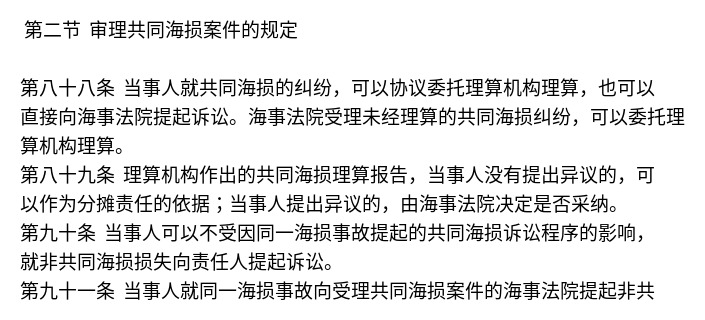 第二节 审理共同海损案件的规定
第八十八条 当事人就共同海损的纠纷，可以协议委托理算机构理算，也可以
直接向海事法院提起诉讼。海事法院受理未经理算的共同海损纠纷，可以委托理
算机构理算。
第八十九条 理算机构作出的共同海损理算报告，当事人没有提出异议的，可
以作为分摊责任的依据；当事人提出异议的，由海事法院决定是否采纳。
第九十条 当事人可以不受因同一海损事故提起的共同海损诉讼程序的影响，
就非共同海损损失向责任人提起诉讼。
第九十一条 当事人就同一海损事故向受理共同海损案件的海事法院提起非共